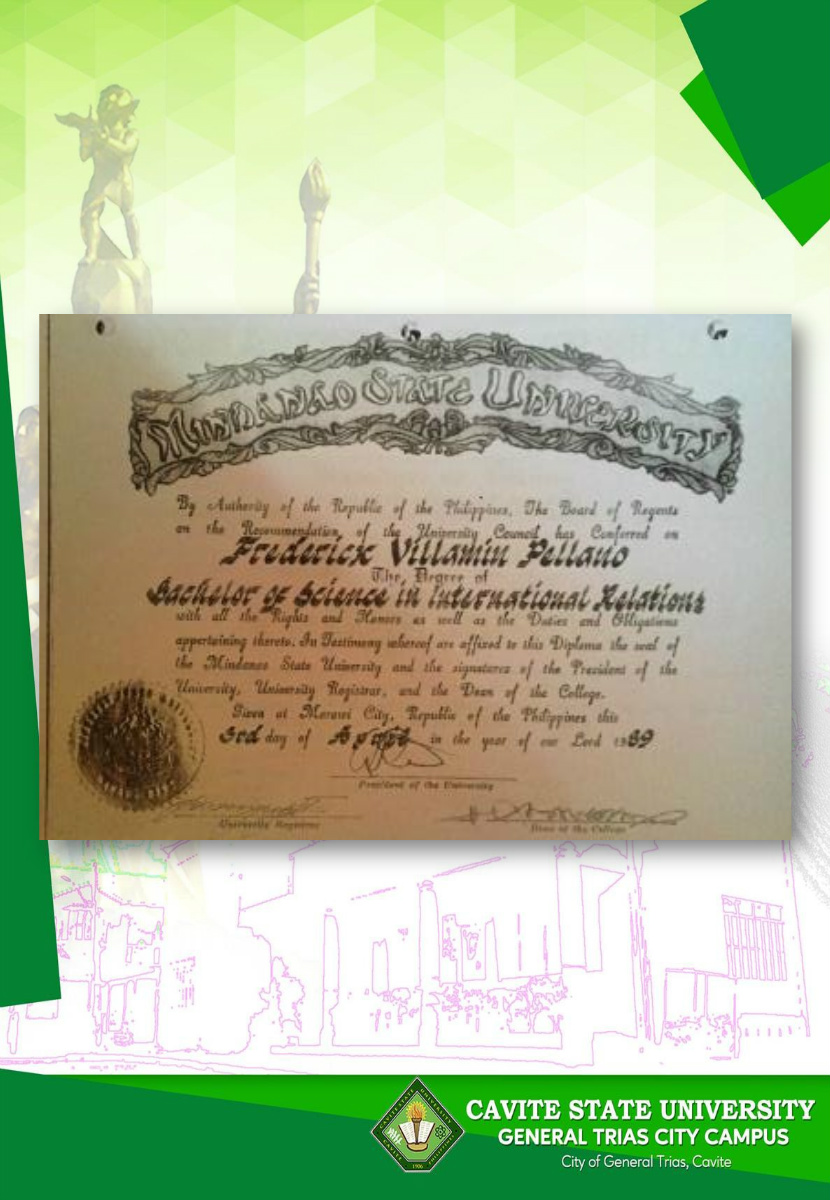 MINDANAO STATE UNIVERSITY
By Authority of the Republic of the Philippines, The Board of Regents
on the Recommendation of the University Council has Conferred on
Frederick Villamin Pellano
The Degree of
Bachelor of Science in International Relations
with all the Rights and Honors as well as the Duties and Obligations
appertaining thereto. In Testimony whereof are affixed to this Diploma the seal of
the Mindanao State University and the signatures of the President of the
University, University Registrar, and the Dean of the College.
Given at Marawi City, Republic of the Philippines this
3rd day of April in the year of our Lord 1989
President of the University
University Registrar
Dean of the College
CAVITE STATE UNIVERSITY
GENERAL TRIAS CITY CAMPUS
City of General Trias, Cavite
CAVITE STATE UNIVERSITY
CAVITE PHILIPPINES
1906